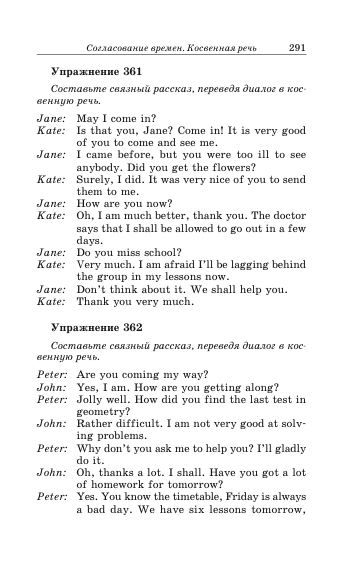 Согласование времен. Косвенная речь 291
Упражнение 361
Составьте связный рассказ, переведя диалог в кос-
венную речь.
Jane: May I come in?
Kate: Is that you, Jane? Come in! It is very good
of you to come and see me.
Jane: I came before, but you were too ill to see
anybody. Did you get the flowers?
Kate: Surely, I did. It was very nice of you to send
them to me.
Jane: How are you now?
Kate: Oh, I am much better, thank you. The doctor
says that I shall be allowed to go out in a few
days.
Jane: Do you miss school?
Kate: Very much. I am afraid I'll be lagging behind
the group in my lessons now.
Jane: Don't think about it. We shall help you.
Kate: Thank you very much.
Упражнение 362
Составьте связный рассказ, переведя диалог в кос-
венную речь.
Peter: Are you coming my way?
John: Yes, I am. How are you getting along?
Peter: Jolly well. How did you find the last test in
geometry?
John: Rather difficult. I am not very good at solv-
ing problems.
Peter: Why don't you ask me to help you? I'll gladly
do it.
John: Oh, thanks a lot. I shall. Have you got a lot
of homework for tomorrow?
Peter: Yes. You know the timetable, Friday is always
a bad day. We have six lessons tomorrow,